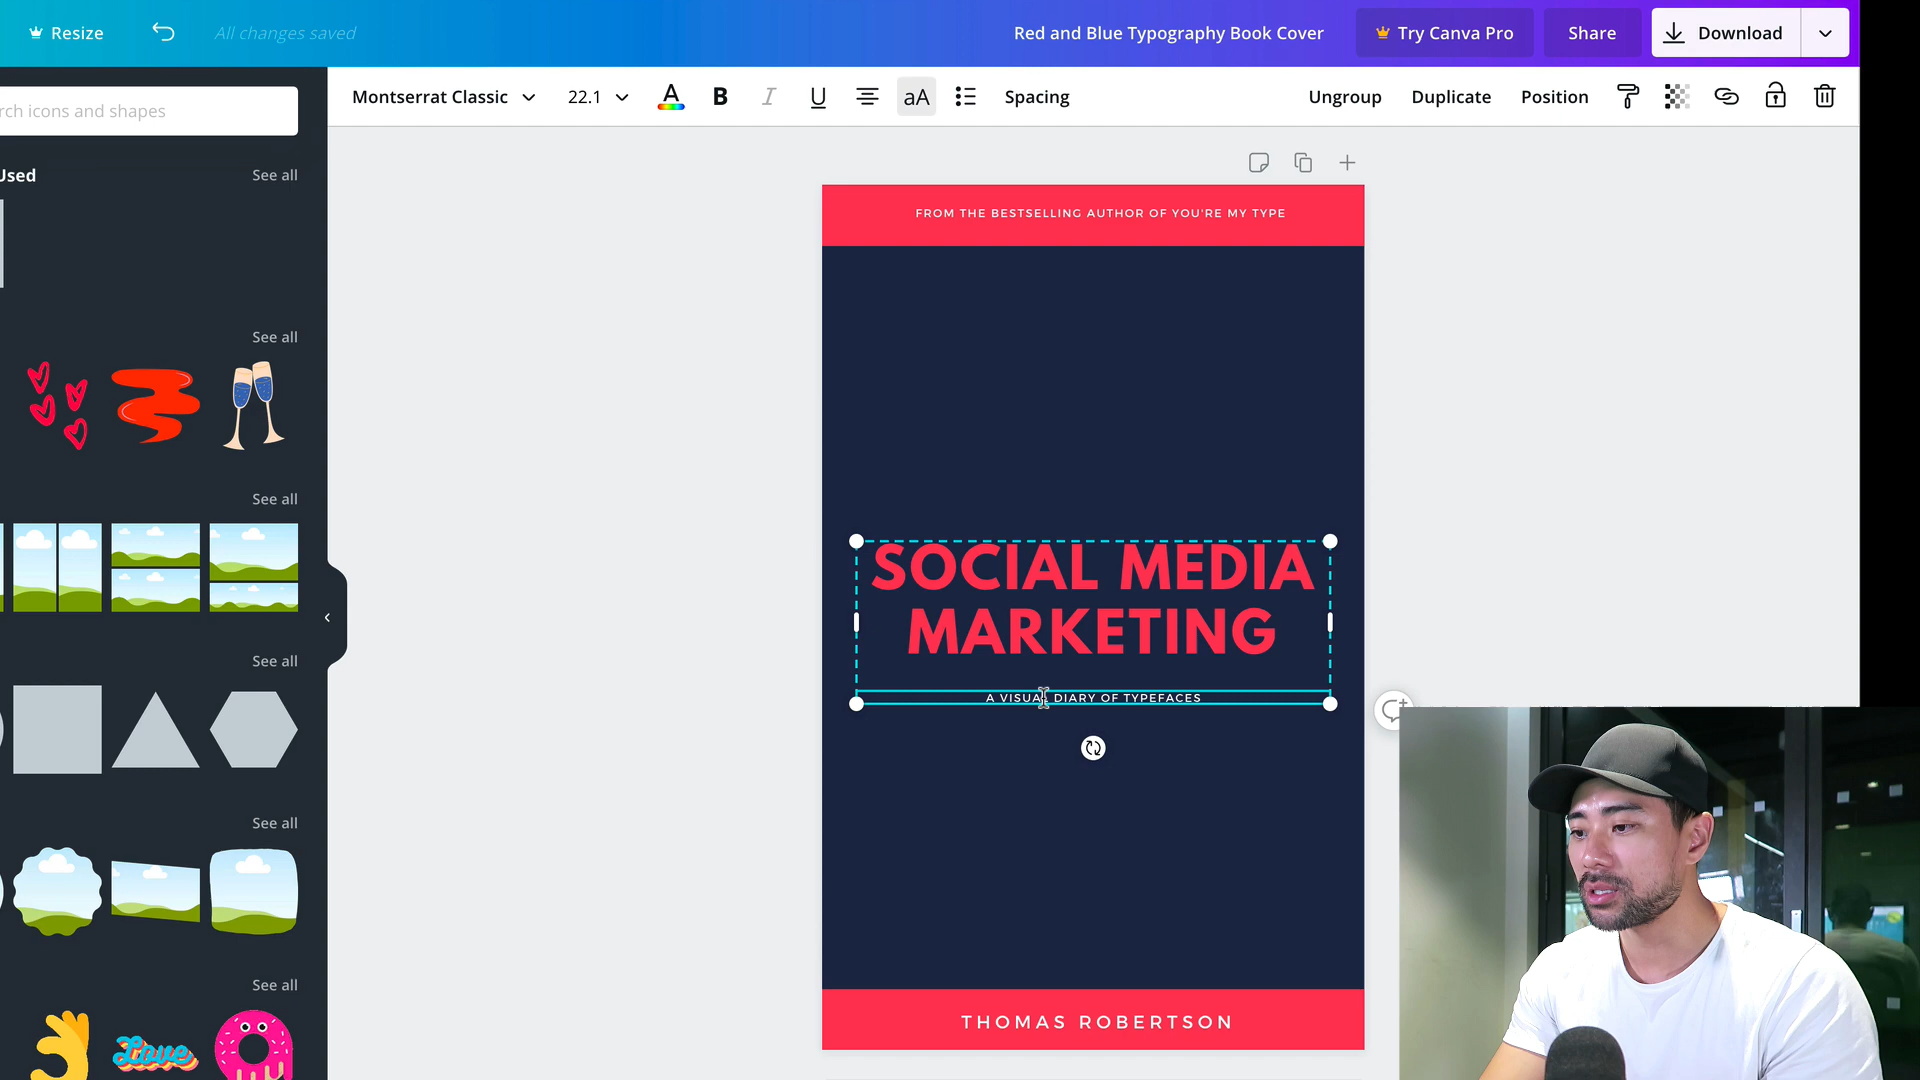 Resize
All changes saved
Red and Blue Typography Book Cover
Try Canva Pro
Share
Download
Montserrat Classic
22.1
A
B
I
U
aA
Spacing
Ungroup
Duplicate
Position
rch icons and shapes
Used
See all
See all
See all
See all
See all
See all
Love
FROM THE BESTSELLING AUTHOR OF YOU'RE MY TYPE
SOCIAL MEDIA
MARKETING
A VISUAL DIARY OF TYPEFACES
THOMAS ROBERTSON